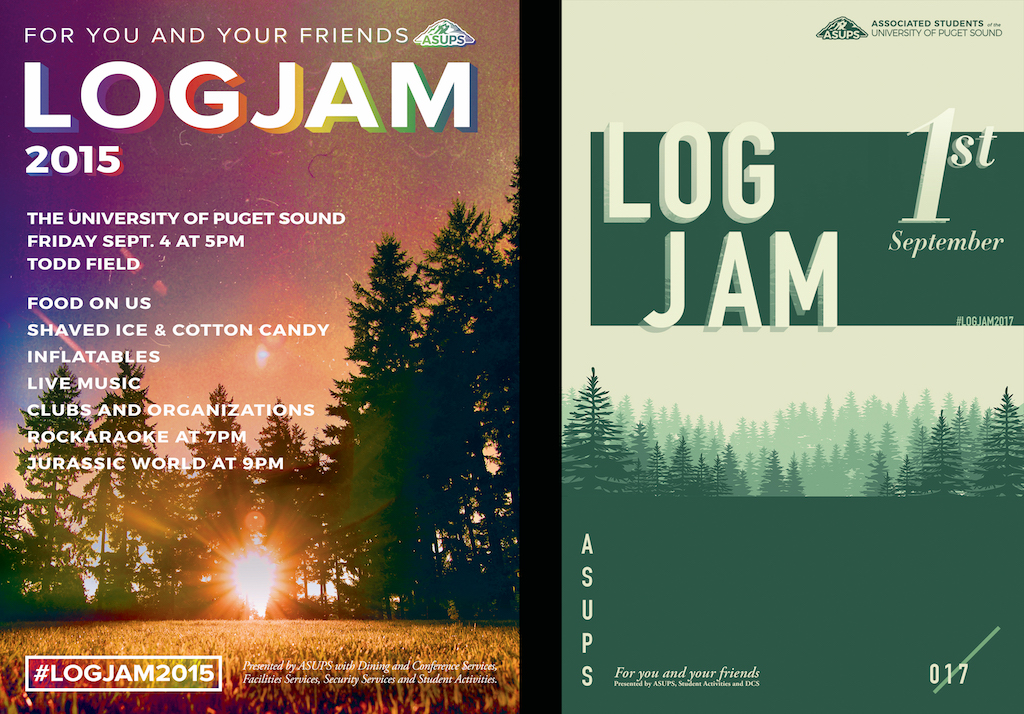 FOR YOU AND YOUR FRIENDS
ASUPS
LOGJAM
2015
THE UNIVERSITY OF PUGET SOUND
FRIDAY SEPT. 4 AT 5PM
TODD FIELD
FOOD ON US
SHAVED ICE & COTTON CANDY
INFLATABLES
LIVE MUSIC
CLUBS AND ORGANIZATIONS
ROCKARAOKE AT 7PM
JURASSIC WORLD AT 9PM
#LOGJAM2015
Presented by ASUPS with Dining and Conference Services,
Facilities Services, Security Services and Student Activities.
ASUPS
ASSOCIATED STUDENTS of the
UNIVERSITY OF PUGET SOUND
LOG
JAM
1st
September
#LOGJAM2017
ASUPS
For you and your friends
Presented by ASUPS, Student Activities and DCS
017